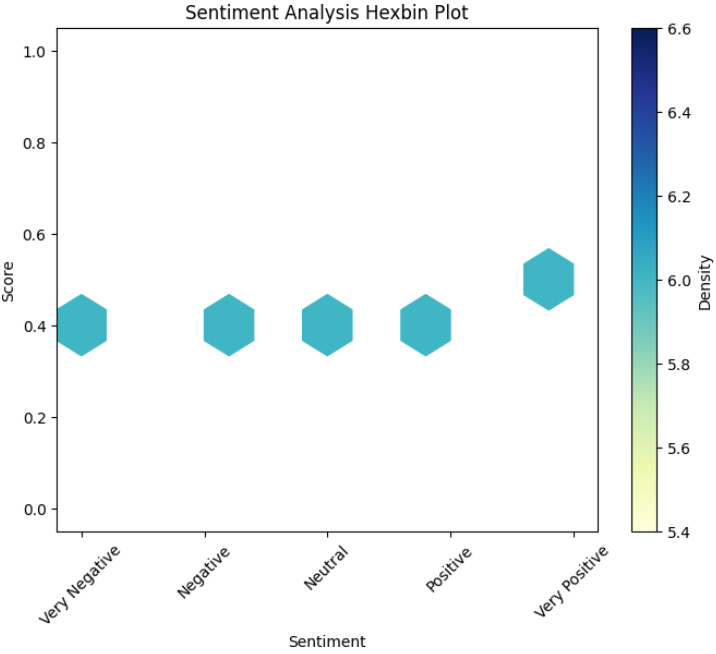 Sentiment Analysis Hexbin Plot
1.0
0.8
0.6
0.4
0.2
0.0
Score
Very Negative
Negative
Neutral
Positive
Very Positive
Sentiment
6.6
6.4
6.2
6.0
5.8
5.6
5.4
Density